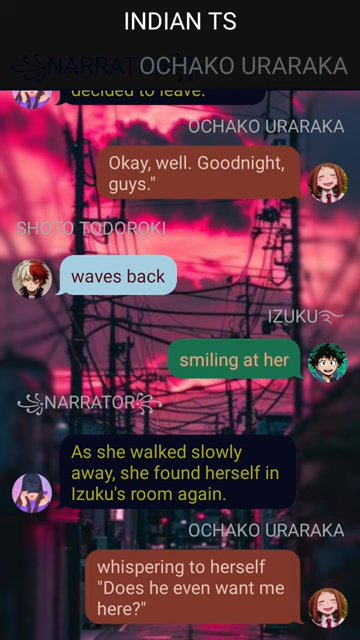 INDIAN TS
NARRATOR
OCHAKO URARAKA
decided to leave.
OCHAKO URARAKA
Okay, well. Goodnight,
guys."
SHOTO TODOROKI
waves back
IZUKU
smiling at her
NARRATOR
As she walked slowly
away, she found herself in
Izuku's room again.
OCHAKO URARAKA
whispering to herself
"Does he even want me
here?"